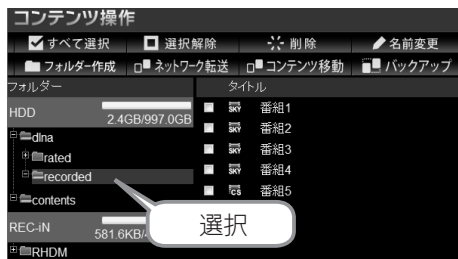 コンテンツ操作
すべて選択 選択解除 削除 名前変更
フォルダー作成 ネットワーク転送 コンテンツ移動 バックアップ
フォルダー タイトル
HDD
2.4GB/997.0GB
dlna
rated
recorded
contents
REC-iN
581.6KB/
RHDM
SKY 番組1
SKY 番組2
SKY 番組3
SKY 番組4
CS 番組5
選択